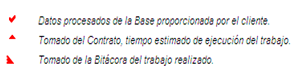 Datos procesados de la Base proporcionada por el cliente.
Tomado del Contrato, tiempo estimado de ejecución del trabajo.
Tomado de la Bitácora del trabajo realizado.